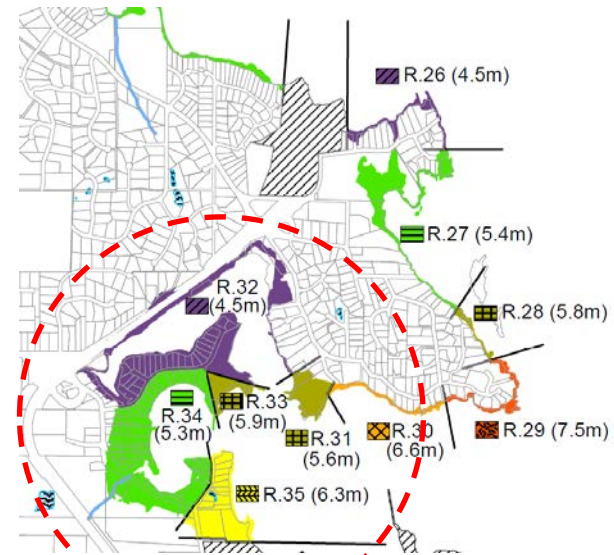 R.26 (4.5m)
R.27 (5.4m)
R.32
(4.5m)
R.28 (5.8m)
R.34
(5.3m)
R.33
(5.9m)
R.31
(5.6m)
R.30
(6.6m)
R.29 (7.5m)
R.35 (6.3m)